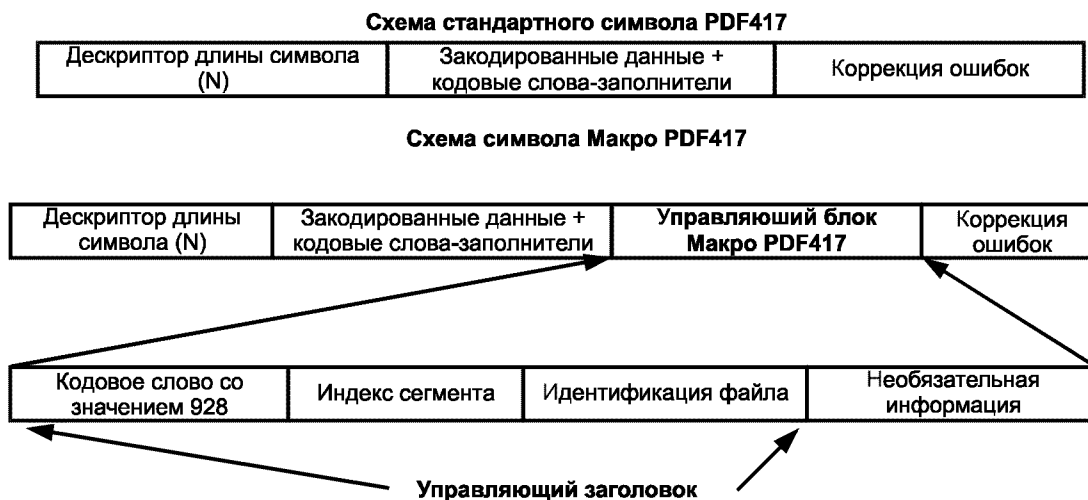 Схема стандартного символа PDF417
Дескриптор длины символа
(N)
Закодированные данные +
кодовые слова-заполнители
Коррекция ошибок
Схема символа Макро PDF417
Дескриптор длины
символа (N)
Закодированные данные +
кодовые слова-заполнители
Управляюший блок
Макро PDF417
Коррекция
ошибок
Кодовое слово со
значением 928
Индекс сегмента
Идентификация файла
Необязательная
информация
Управляющий заголовок